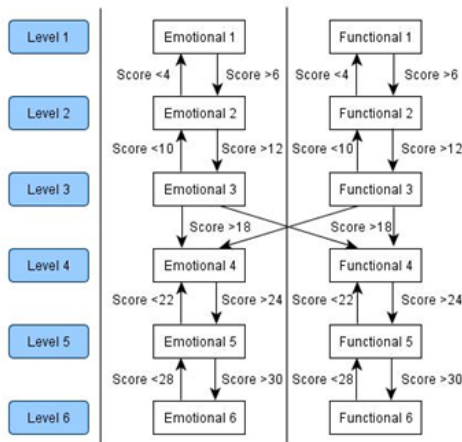 Level 1
Emotional 1
Functional 1
Score <4
Score >6
Score <4
Score >6
Level 2
Emotional 2
Functional 2
Score <10
Score >12
Score <10
Score >12
Level 3
Emotional 3
Functional 3
Score >18
Score >18
Level 4
Emotional 4
Functional 4
Score <22
Score >24
Score <22
Score >24
Level 5
Emotional 5
Functional 5
Score <28
Score >30
Score <28
Score >30
Level 6
Emotional 6
Functional 6